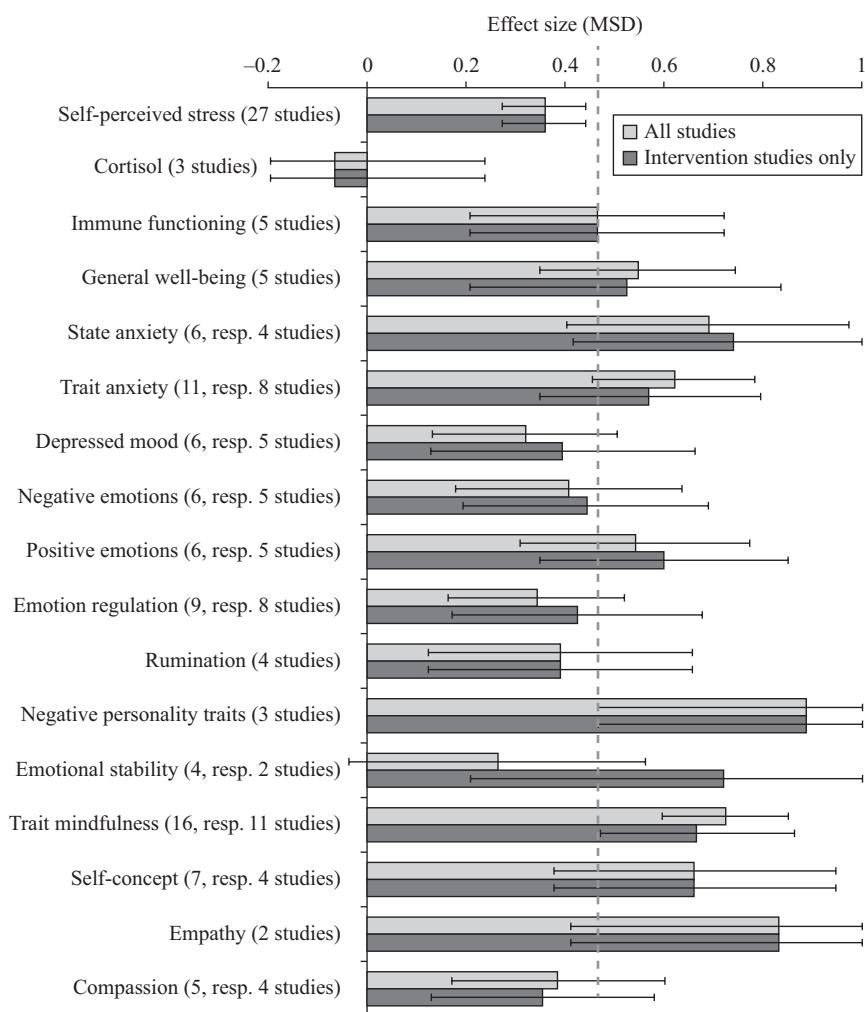 Effect size (MSD)
–0.2 0 0.2 0.4 0.6 0.8 1
Self-perceived stress (27 studies)
All studies
Intervention studies only
Cortisol (3 studies)
Immune functioning (5 studies)
General well-being (5 studies)
State anxiety (6, resp. 4 studies)
Trait anxiety (11, resp. 8 studies)
Depressed mood (6, resp. 5 studies)
Negative emotions (6, resp. 5 studies)
Positive emotions (6, resp. 5 studies)
Emotion regulation (9, resp. 8 studies)
Rumination (4 studies)
Negative personality traits (3 studies)
Emotional stability (4, resp. 2 studies)
Trait mindfulness (16, resp. 11 studies)
Self-concept (7, resp. 4 studies)
Empathy (2 studies)
Compassion (5, resp. 4 studies)